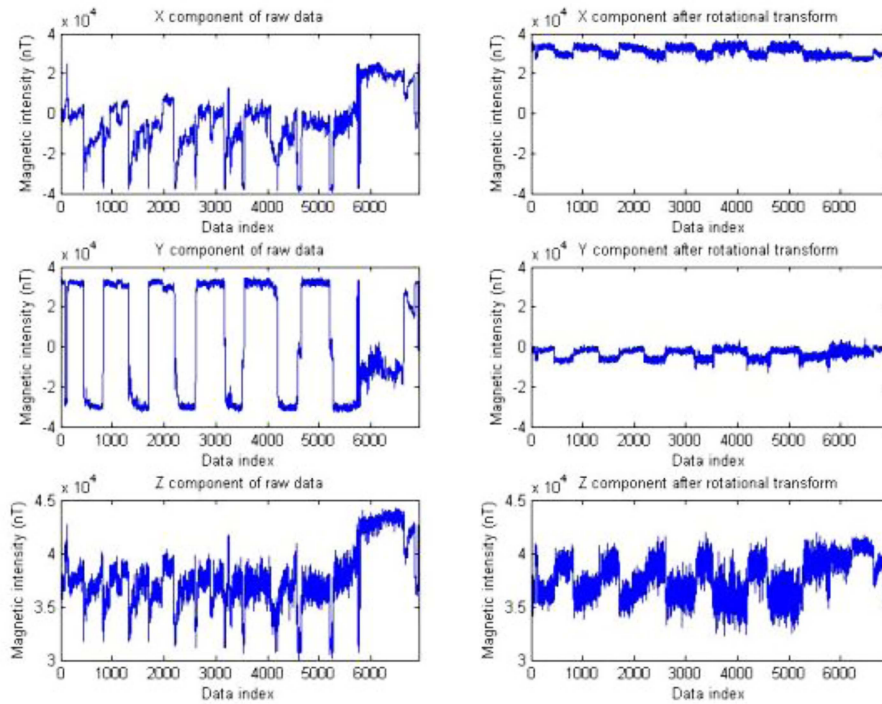 x 10⁴ X component of raw data
Magnetic intensity (nT)
4
2
0
-2
-4
0 1000 2000 3000 4000 5000 6000
Data index
x 10⁴ X component after rotational transform
Magnetic intensity (nT)
4
2
0
-2
-4
0 1000 2000 3000 4000 5000 6000
Data index
x 10⁴ Y component of raw data
Magnetic intensity (nT)
4
2
0
-2
-4
0 1000 2000 3000 4000 5000 6000
Data index
x 10⁴ Y component after rotational transform
Magnetic intensity (nT)
4
2
0
-2
-4
0 1000 2000 3000 4000 5000 6000
Data index
x 10⁴ Z component of raw data
Magnetic intensity (nT)
4.5
4
3.5
3
0 1000 2000 3000 4000 5000 6000
Data index
x 10⁴ Z component after rotational transform
Magnetic intensity (nT)
4.5
4
3.5
3
0 1000 2000 3000 4000 5000 6000
Data index